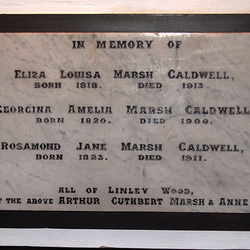 IN MEMORY OF
ELIZA LOUISA MARSH CALDWELL,
BORN 1818. DIED 1913.
GEORGINA AMELIA MARSH CALDWELL
BORN 1820. DIED 1900.
ROSAMOND JANE MARSH CALDWELL,
BORN 1823. DIED 1911.
ALL OF LINLEY WOOD,
THE ABOVE ARTHUR CUTHBERT MARSH & ANNE